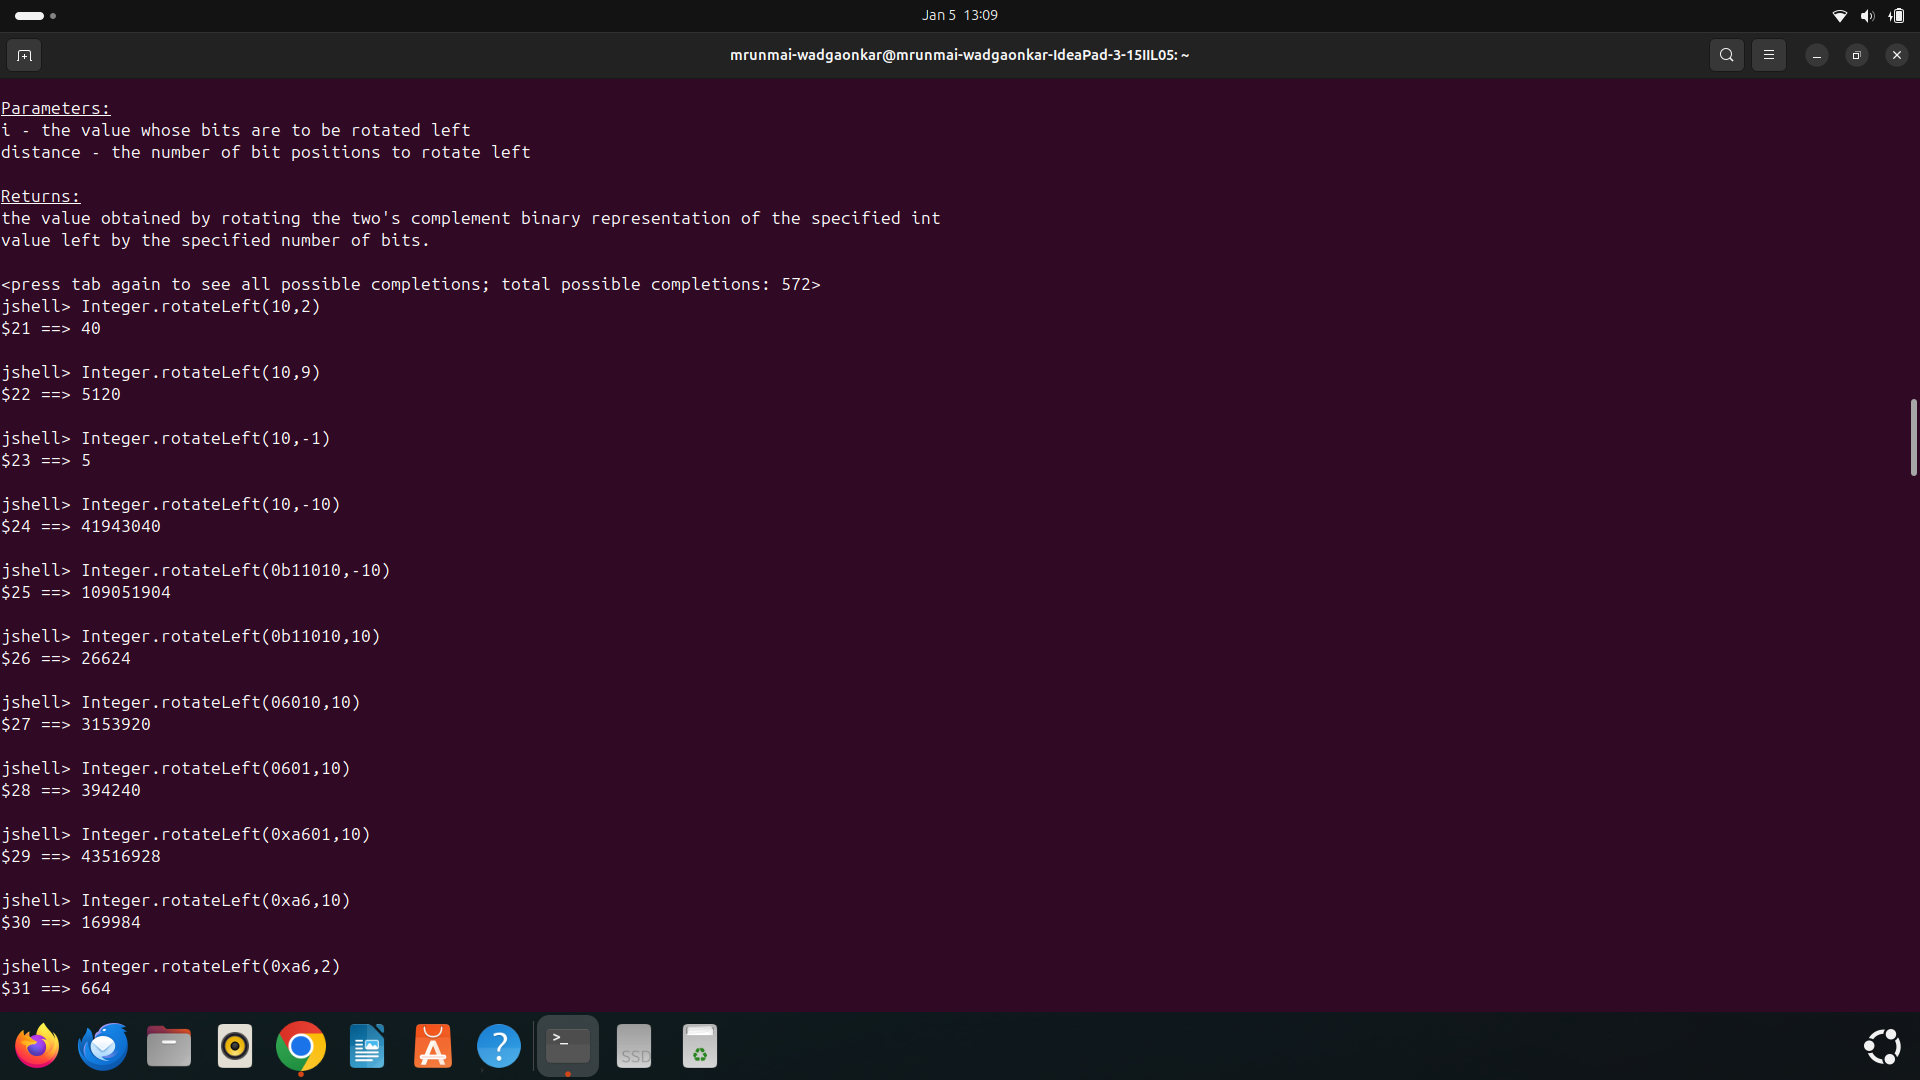 Jan 5 13:09
mrunmai-wadgaonkar@mrunmai-wadgaonkar-IdeaPad-3-15IIL05: ~
Parameters:
i - the value whose bits are to be rotated left
distance - the number of bit positions to rotate left
Returns:
the value obtained by rotating the two's complement binary representation of the specified int
value left by the specified number of bits.
<press tab again to see all possible completions; total possible completions: 572>
jshell> Integer.rotateLeft(10,2)
$21 ==> 40
jshell> Integer.rotateLeft(10,9)
$22 ==> 5120
jshell> Integer.rotateLeft(10,-1)
$23 ==> 5
jshell> Integer.rotateLeft(10,-10)
$24 ==> 41943040
jshell> Integer.rotateLeft(0b11010,-10)
$25 ==> 109051904
jshell> Integer.rotateLeft(0b11010,10)
$26 ==> 26624
jshell> Integer.rotateLeft(06010,10)
$27 ==> 3153920
jshell> Integer.rotateLeft(0601,10)
$28 ==> 394240
jshell> Integer.rotateLeft(0xa601,10)
$29 ==> 43516928
jshell> Integer.rotateLeft(0xa6,10)
$30 ==> 169984
jshell> Integer.rotateLeft(0xa6,2)
$31 ==> 664
>_
SSD